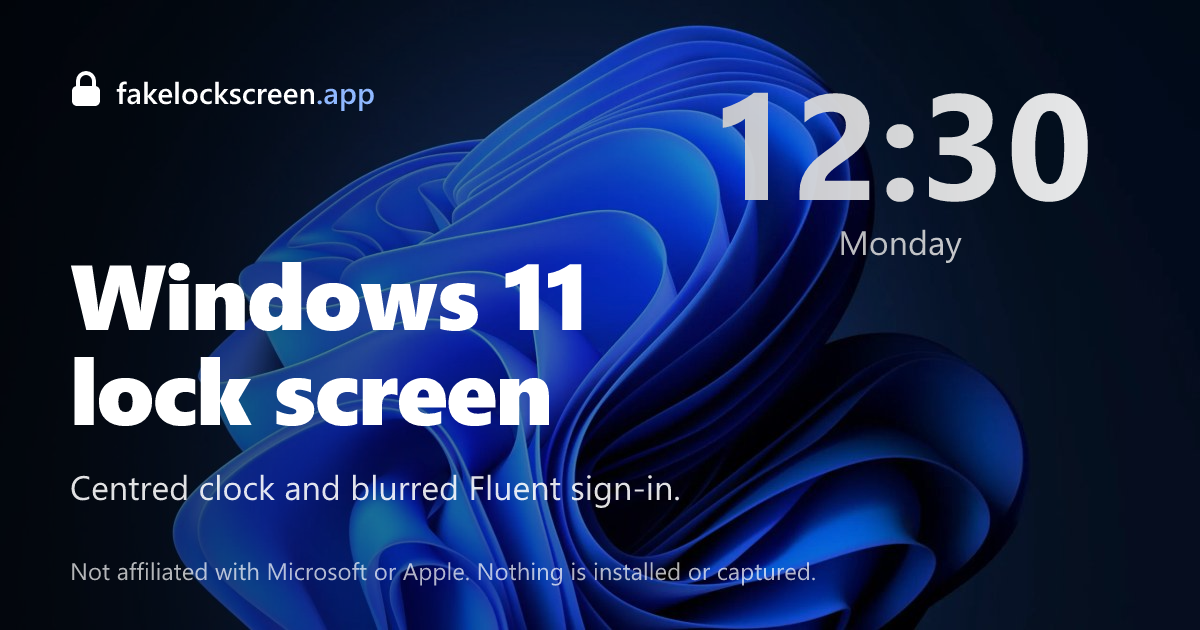 fakelockscreen.app
12:30
Monday
Windows 11
lock screen
Centred clock and blurred Fluent sign-in.
Not affiliated with Microsoft or Apple. Nothing is installed or captured.